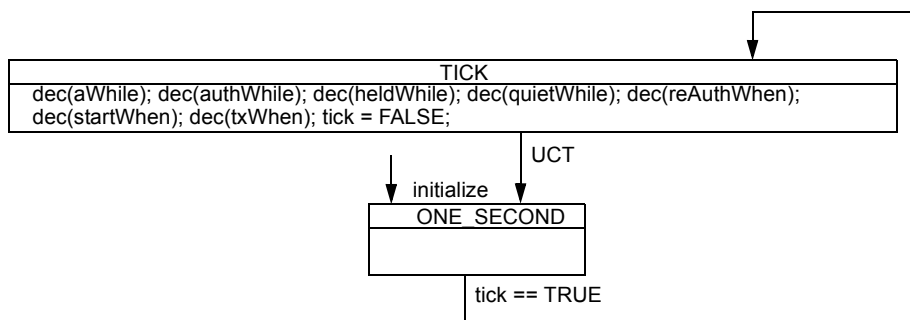 TICK
dec(aWhile); dec(authWhile); dec(heldWhile); dec(quietWhile); dec(reAuthWhen);
dec(startWhen); dec(txWhen); tick = FALSE;
UCT
initialize
ONE_SECOND
tick == TRUE